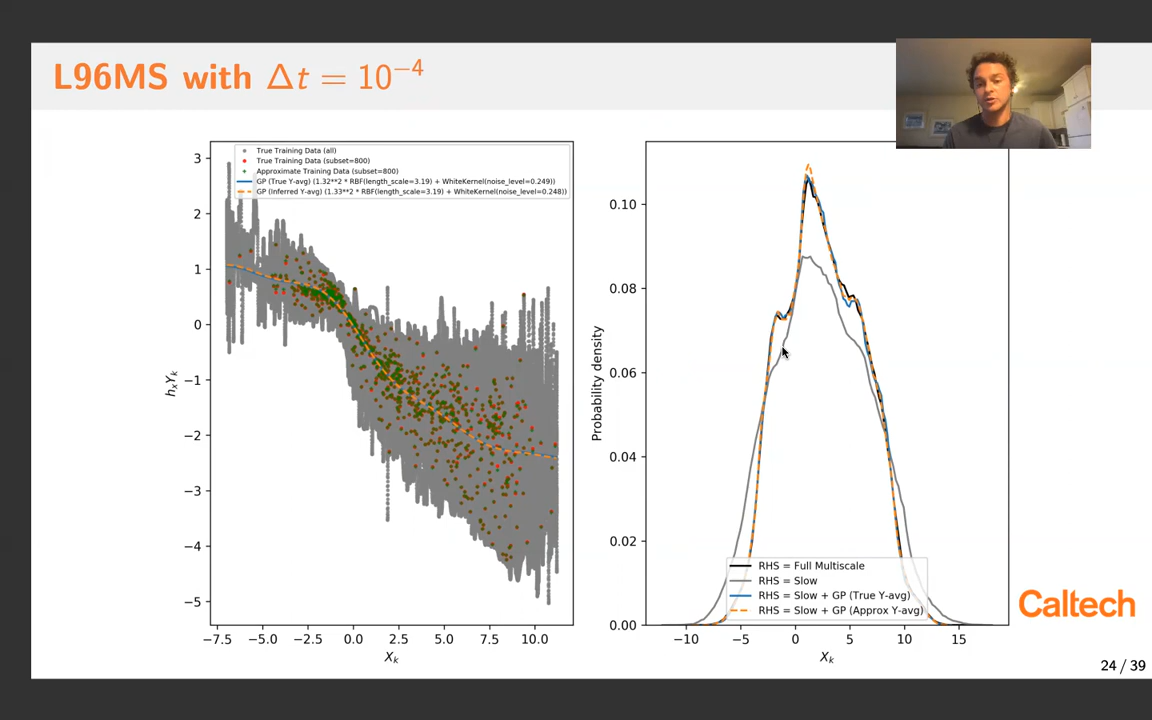 L96MS with Δt = 10⁻⁴
True Training Data (all)
True Training Data (subset=800)
Approximate Training Data (subset=800)
GP (True Y-avg) (1.32**2 * RBF(length_scale=3.19) + WhiteKernel(noise_level=0.249))
GP (Inferred Y-avg) (1.33**2 * RBF(length_scale=3.19) + WhiteKernel(noise_level=0.248))
3
2
1
0
−1
−2
−3
−4
−5
hₓYₖ
−7.5 −5.0 −2.5 0.0 2.5 5.0 7.5 10.0
Xₖ
0.10
0.08
0.06
0.04
0.02
0.00
Probability density
RHS = Full Multiscale
RHS = Slow
RHS = Slow + GP (True Y-avg)
RHS = Slow + GP (Approx Y-avg)
−10 −5 0 5 10 15
Xₖ
Caltech
24 / 39